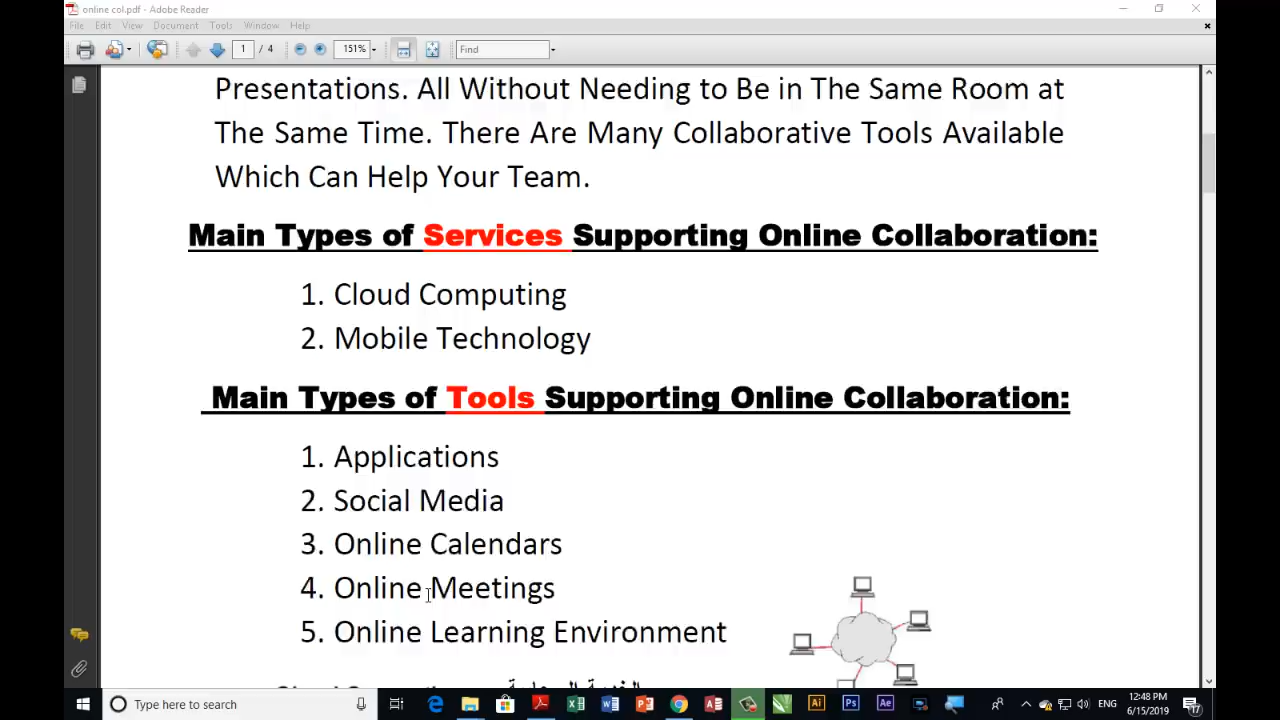 online col.pdf - Adobe Reader
File Edit View Document Tools Window Help
1 / 4 151% Find
Presentations. All Without Needing to Be in The Same Room at
The Same Time. There Are Many Collaborative Tools Available
Which Can Help Your Team.
Main Types of Services Supporting Online Collaboration:
1. Cloud Computing
2. Mobile Technology
Main Types of Tools Supporting Online Collaboration:
1. Applications
2. Social Media
3. Online Calendars
4. Online Meetings
5. Online Learning Environment
Type here to search
ENG
12:48 PM
6/15/2019